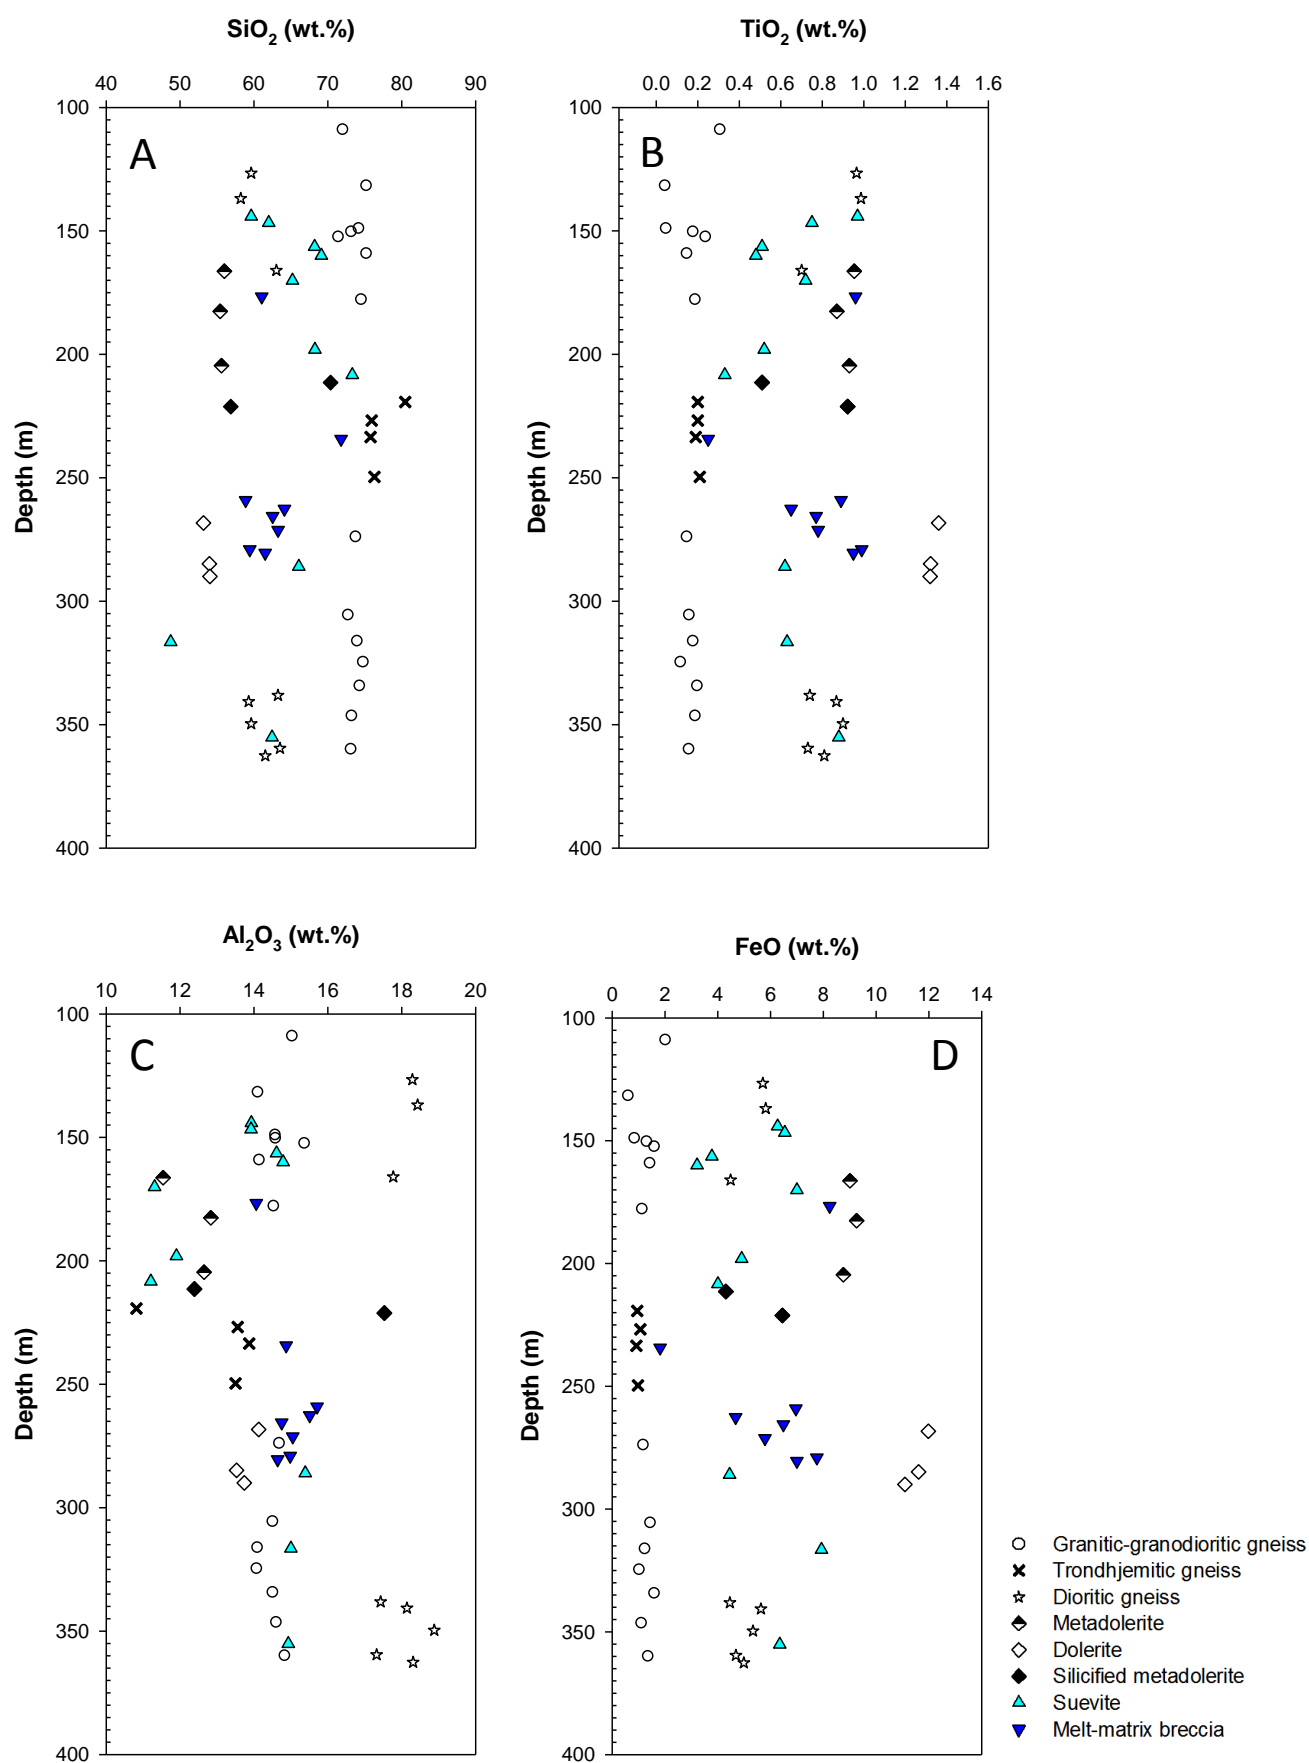 SiO2 (wt.%)
40 50 60 70 80 90
100
150
200
250
300
350
400
Depth (m)
A
TiO2 (wt.%)
0.0 0.2 0.4 0.6 0.8 1.0 1.2 1.4 1.6
100
150
200
250
300
350
400
Depth (m)
B
Al2O3 (wt.%)
10 12 14 16 18 20
100
150
200
250
300
350
400
Depth (m)
C
FeO (wt.%)
0 2 4 6 8 10 12 14
100
150
200
250
300
350
400
Depth (m)
D
Granitic-granodioritic gneiss
Trondhjemitic gneiss
Dioritic gneiss
Metadolerite
Dolerite
Silicified metadolerite
Suevite
Melt-matrix breccia